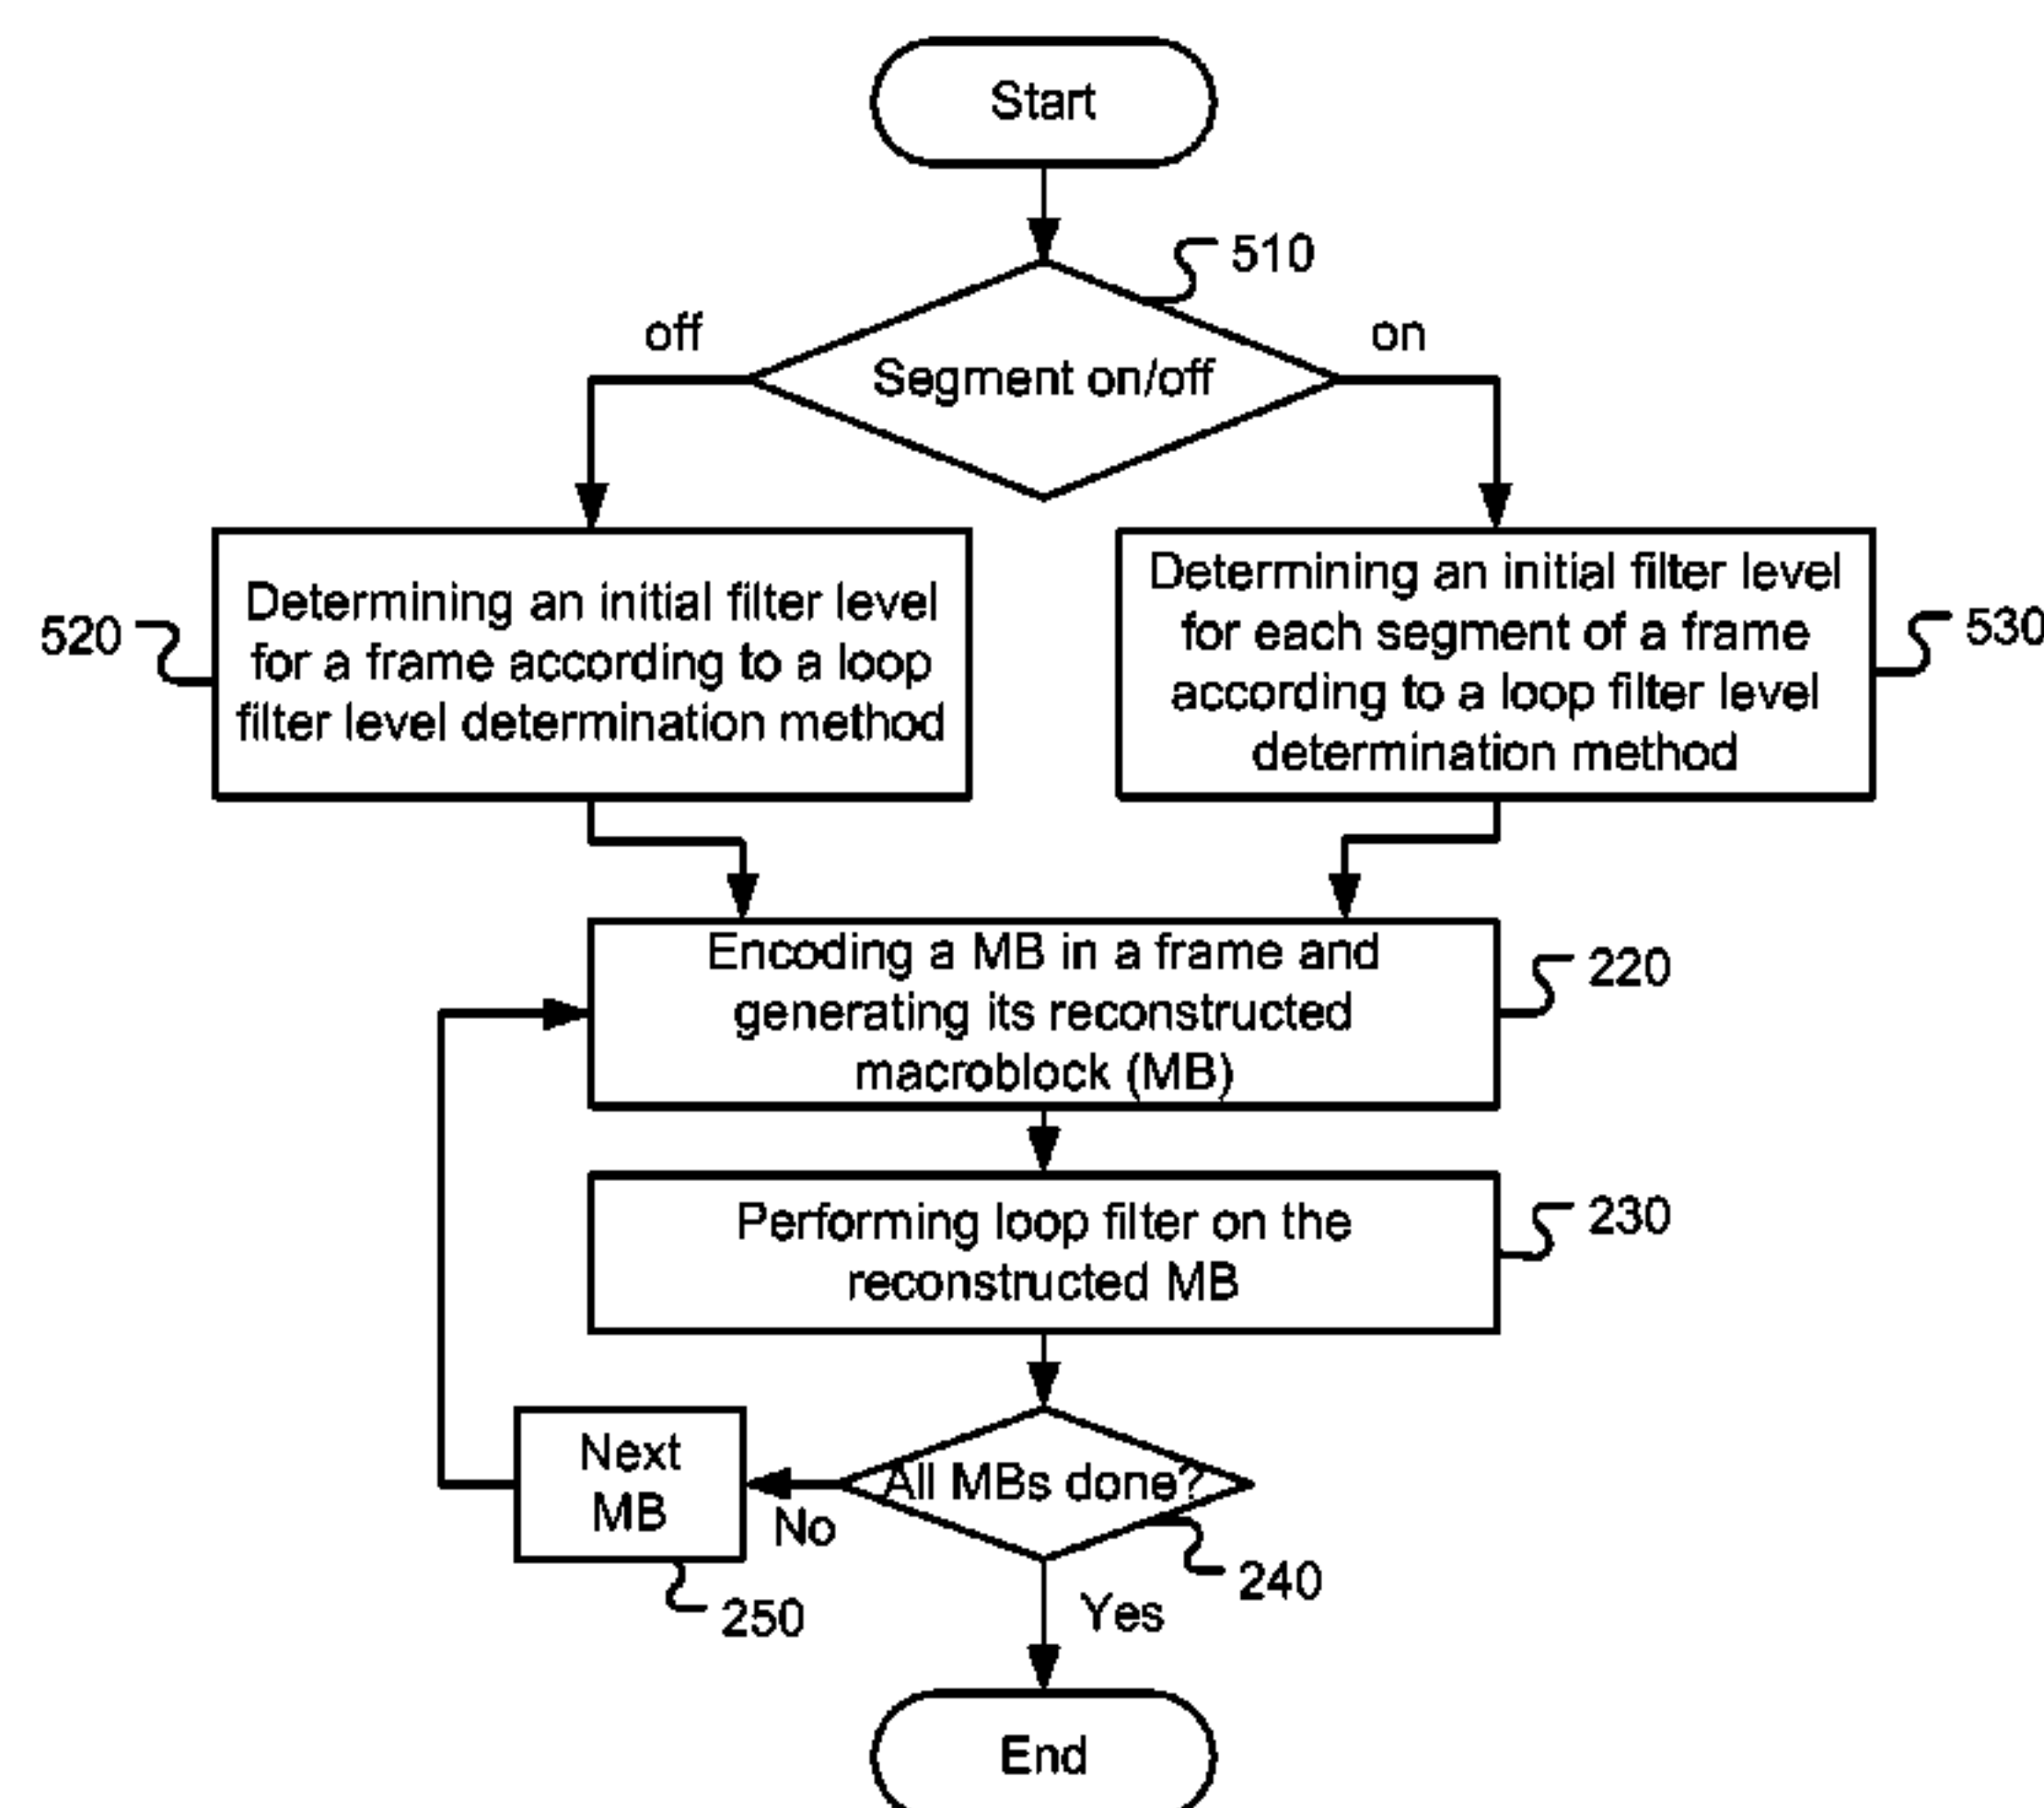 Start
510
off
on
Segment on/off
Determining an initial filter level
for a frame according to a loop
filter level determination method
520
Determining an initial filter level
for each segment of a frame
according to a loop filter level
determination method
530
Encoding a MB in a frame and
generating its reconstructed
macroblock (MB)
220
Performing loop filter on the
reconstructed MB
230
All MBs done?
240
No
Next
MB
250
Yes
End